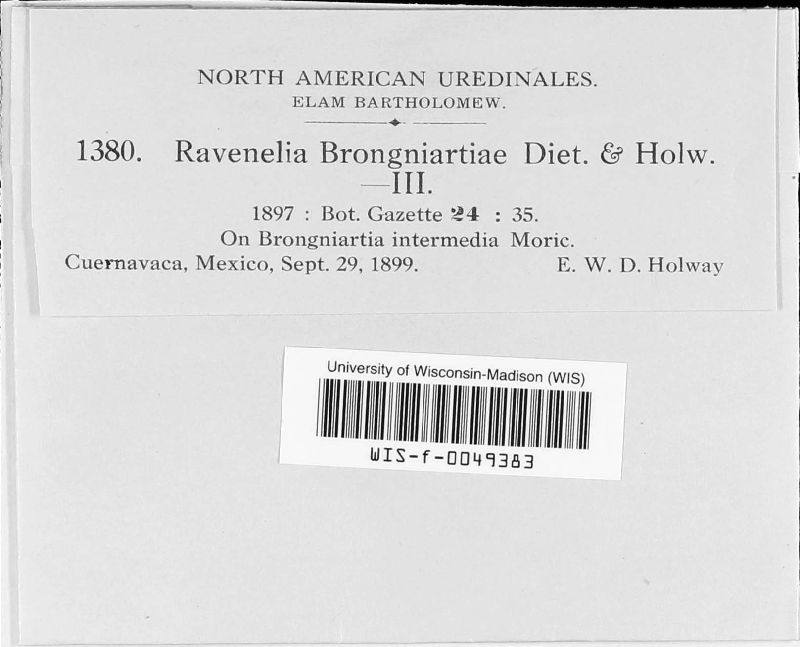 NORTH AMERICAN UREDINALES.
ELAM BARTHOLOMEW.
1380. Ravenelia Brongniartiae Diet. & Holw.
—III.
1897 : Bot. Gazette 24 : 35.
On Brongniartia intermedia Moric.
Cuernavaca, Mexico, Sept. 29, 1899. E. W. D. Holway
University of Wisconsin-Madison (WIS)
WIS-f-0049383